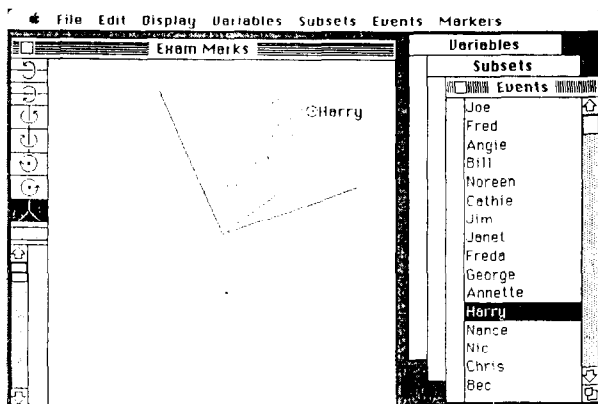 File Edit Display Variables Subsets Events Markers
Exam Marks
Harry
Variables
Subsets
Events
Joe
Fred
Angie
Bill
Noreen
Cathie
Jim
Janet
Freda
George
Annette
Harry
Nance
Nic
Chris
Bec